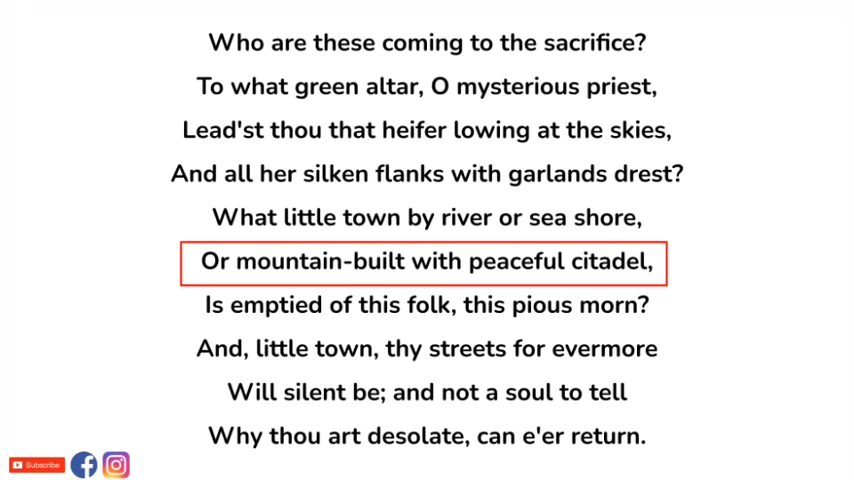 Who are these coming to the sacrifice?
To what green altar, O mysterious priest,
Lead'st thou that heifer lowing at the skies,
And all her silken flanks with garlands drest?
What little town by river or sea shore,
Or mountain-built with peaceful citadel,
Is emptied of this folk, this pious morn?
And, little town, thy streets for evermore
Will silent be; and not a soul to tell
Why thou art desolate, can e'er return.
Subscribe